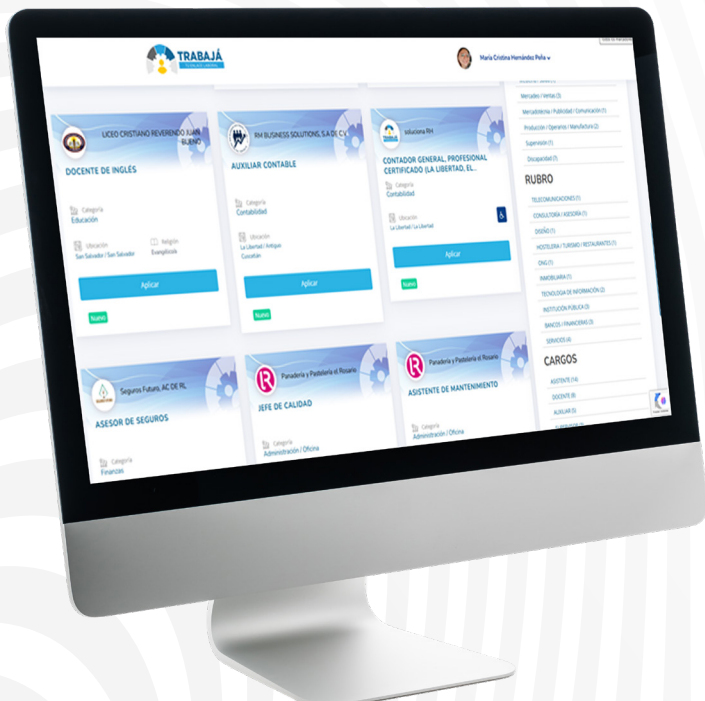 TRABAJÁ
María Cristina Hernández Peña
LICEO CRISTIANO REVERENDO JUAN
BUENO
DOCENTE DE INGLÉS
Categoría
Educación
Ubicación
San Salvador / San Salvador
Religión
Evangélico/a
Aplicar
Nuevo
RM BUSINESS SOLUTIONS, S.A DE C.V.
AUXILIAR CONTABLE
Categoría
Contabilidad
Ubicación
La Libertad / Antiguo
Cuscatlán
Aplicar
Nuevo
soluciona RH
CONTADOR GENERAL, PROFESIONAL
CERTIFICADO (LA LIBERTAD, EL...
Categoría
Contabilidad
Ubicación
La Libertad / La Libertad
Aplicar
Nuevo
Seguros Futuro, AC DE RL
ASESOR DE SEGUROS
Categoría
Finanzas
Panadería y Pastelería el Rosario
JEFE DE CALIDAD
Categoría
Administración / Oficina
Panadería y Pastelería el Rosario
ASISTENTE DE MANTENIMIENTO
Categoría
Administración / Oficina
Mercadeo / Ventas (3)
Mercadotécnia / Publicidad / Comunicación (1)
Producción / Operarios / Manufactura (2)
Supervisión (1)
Discapacidad (7)
RUBRO
TELECOMUNICACIONES (1)
CONSULTORÍA / ASESORÍA (1)
DISEÑO (1)
HOSTELERIA / TURISMO / RESTAURANTES (1)
ONG (1)
INMOBILIARIA (1)
TECNOLOGÍA DE INFORMACIÓN (2)
INSTITUCIÓN PÚBLICA (3)
BANCOS / FINANCIERAS (3)
SERVICIOS (4)
CARGOS
ASISTENTE (14)
DOCENTE (8)
AUXILIAR (5)